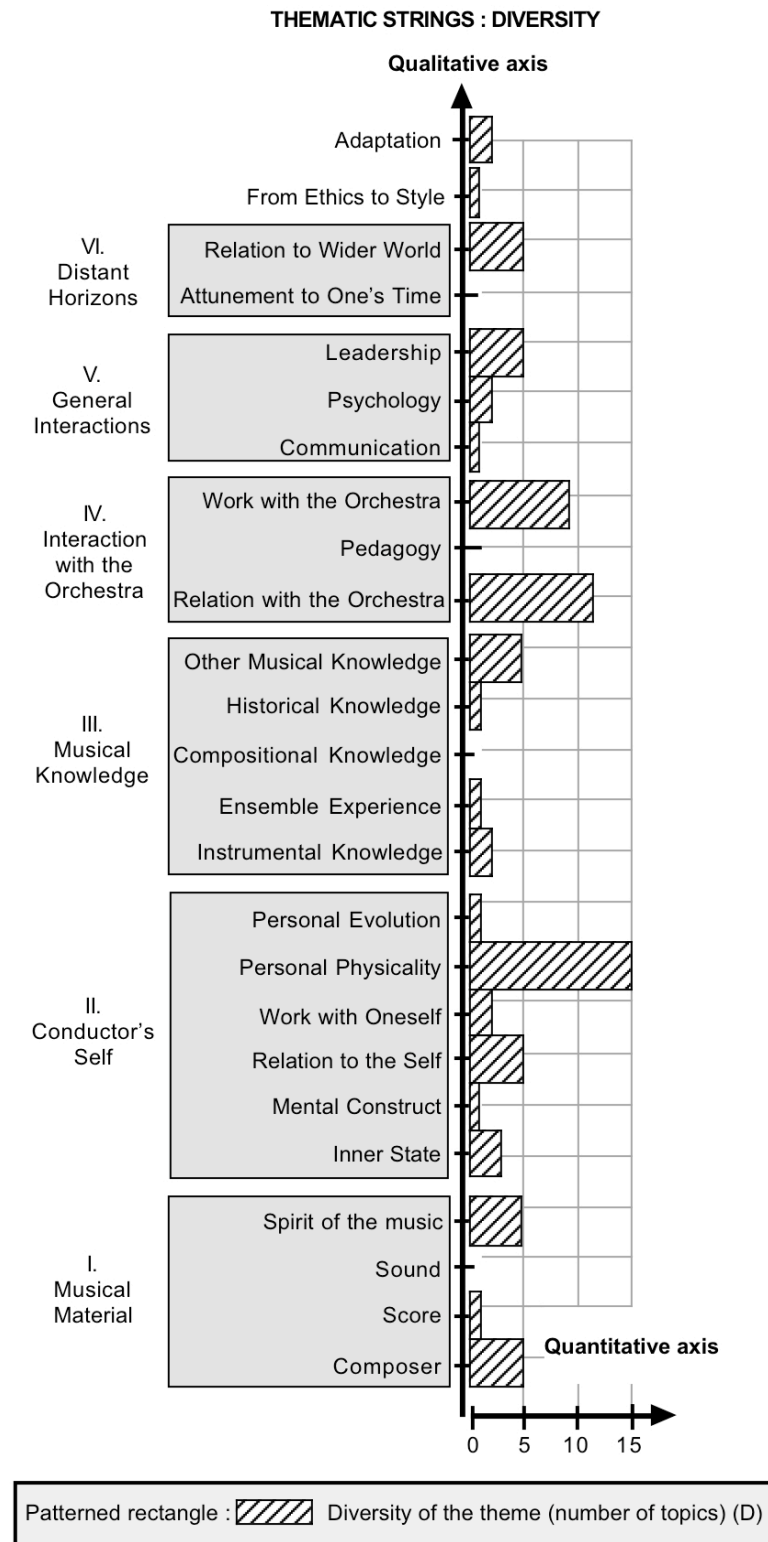 THEMATIC STRINGS : DIVERSITY
Qualitative axis
Adaptation
From Ethics to Style
VI.
Distant
Horizons
Relation to Wider World
Attunement to One's Time
V.
General
Interactions
Leadership
Psychology
Communication
IV.
Interaction
with the
Orchestra
Work with the Orchestra
Pedagogy
Relation with the Orchestra
III.
Musical
Knowledge
Other Musical Knowledge
Historical Knowledge
Compositional Knowledge
Ensemble Experience
Instrumental Knowledge
II.
Conductor's
Self
Personal Evolution
Personal Physicality
Work with Oneself
Relation to the Self
Mental Construct
Inner State
I.
Musical
Material
Spirit of the music
Sound
Score
Composer
Quantitative axis
0 5 10 15
Patterned rectangle : Diversity of the theme (number of topics) (D)